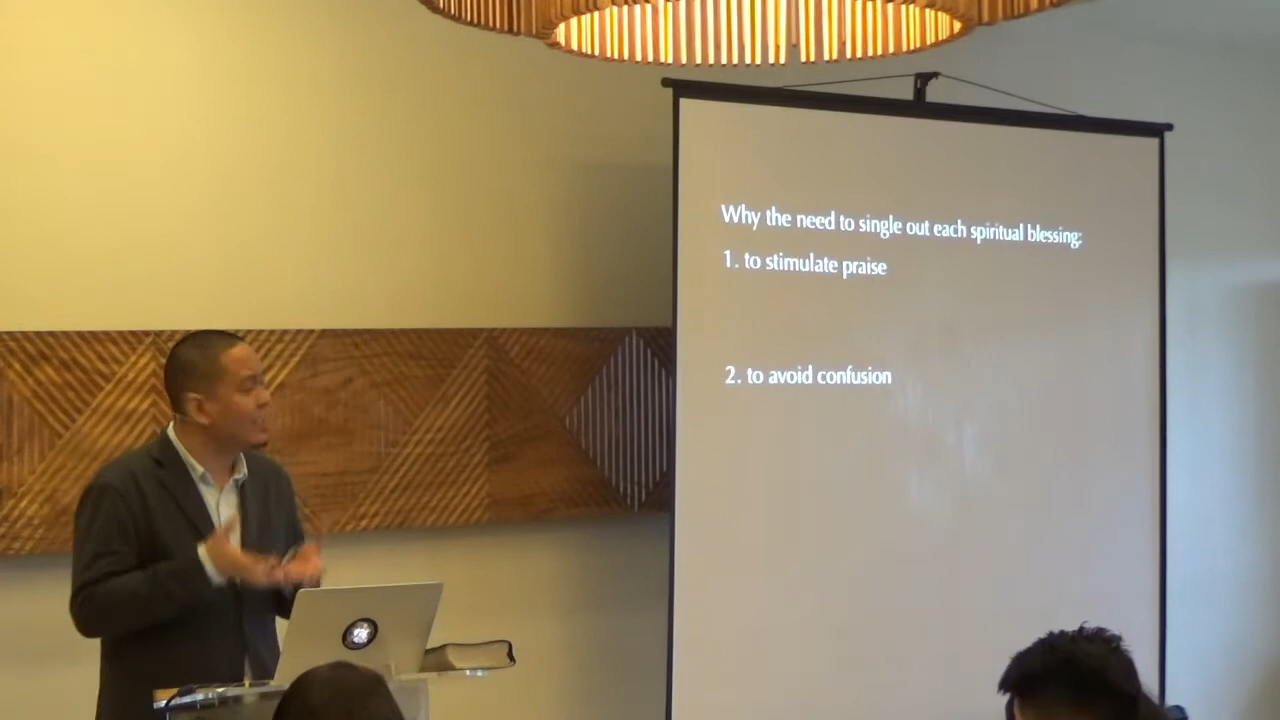 Why the need to single out each spiritual blessing:
1. to stimulate praise
2. to avoid confusion